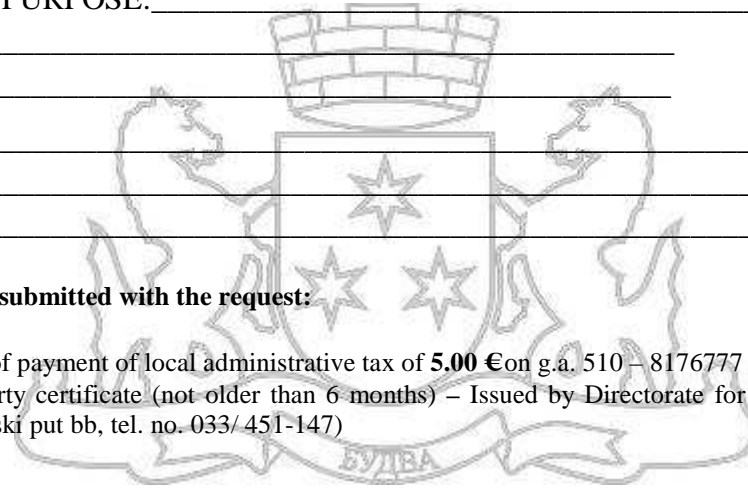 PURPOSE:
submitted with the request:
of payment of local administrative tax of 5.00 € on g.a. 510 – 8176777
rty certificate (not older than 6 months) – Issued by Directorate for
ski put bb, tel. no. 033/ 451-147)
БУДВА